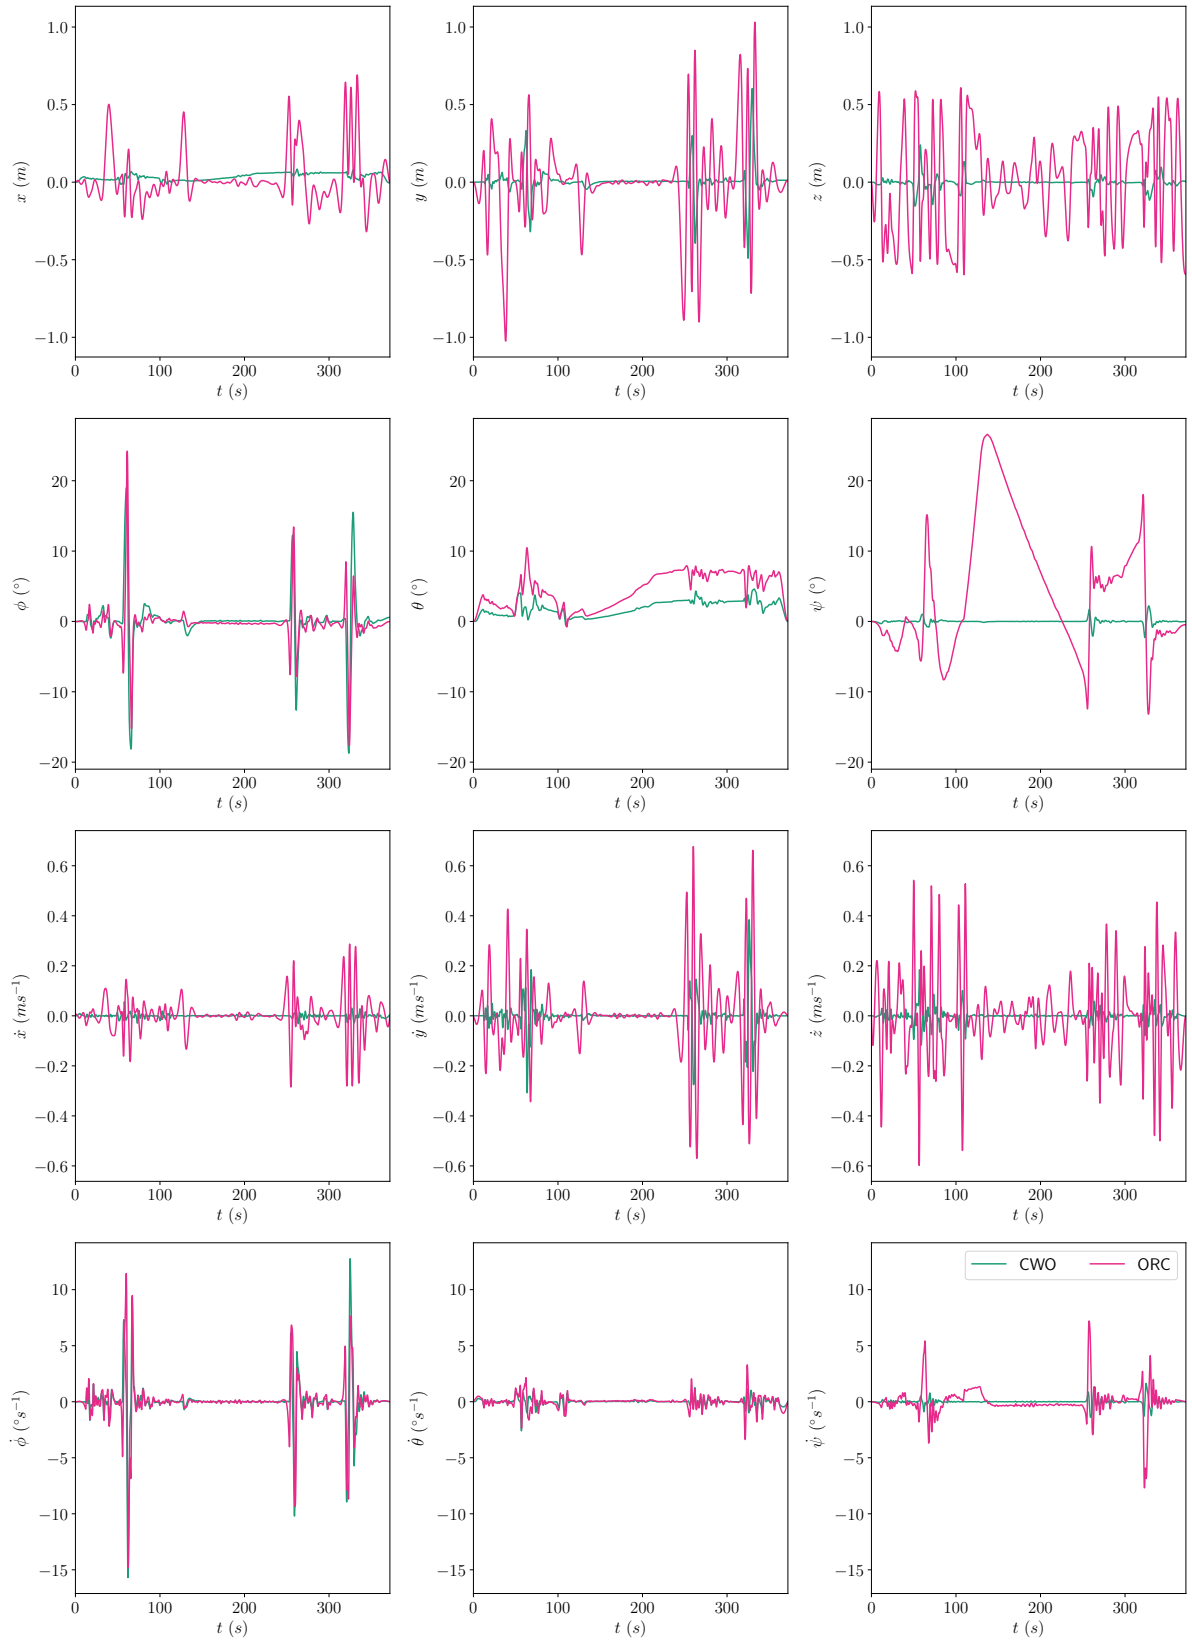 1.0
0.5
0.0
−0.5
−1.0
x (m)
0 100 200 300
t (s)
1.0
0.5
0.0
−0.5
−1.0
y (m)
0 100 200 300
t (s)
1.0
0.5
0.0
−0.5
−1.0
z (m)
0 100 200 300
t (s)
20
10
0
−10
−20
ϕ (°)
0 100 200 300
t (s)
20
10
0
−10
−20
θ (°)
0 100 200 300
t (s)
20
10
0
−10
−20
ψ (°)
0 100 200 300
t (s)
0.6
0.4
0.2
0.0
−0.2
−0.4
−0.6
ẋ (ms⁻¹)
0 100 200 300
t (s)
0.6
0.4
0.2
0.0
−0.2
−0.4
−0.6
ẏ (ms⁻¹)
0 100 200 300
t (s)
0.6
0.4
0.2
0.0
−0.2
−0.4
−0.6
ż (ms⁻¹)
0 100 200 300
t (s)
10
5
0
−5
−10
−15
ϕ̇ (°s⁻¹)
0 100 200 300
t (s)
10
5
0
−5
−10
−15
θ̇ (°s⁻¹)
0 100 200 300
t (s)
CWO ORC
10
5
0
−5
−10
−15
ψ̇ (°s⁻¹)
0 100 200 300
t (s)